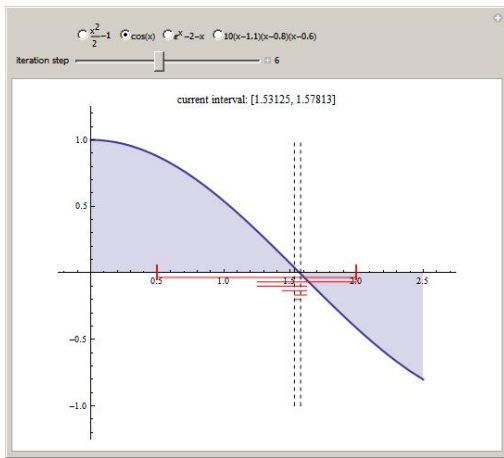 x²/2−1 cos(x) eˣ−2−x 10(x−1.1)(x−0.8)(x−0.6)
iteration step 6
current interval: [1.53125, 1.57813]
1.0
0.5
0.5 1.0 1.5 2.0 2.5
−0.5
−1.0